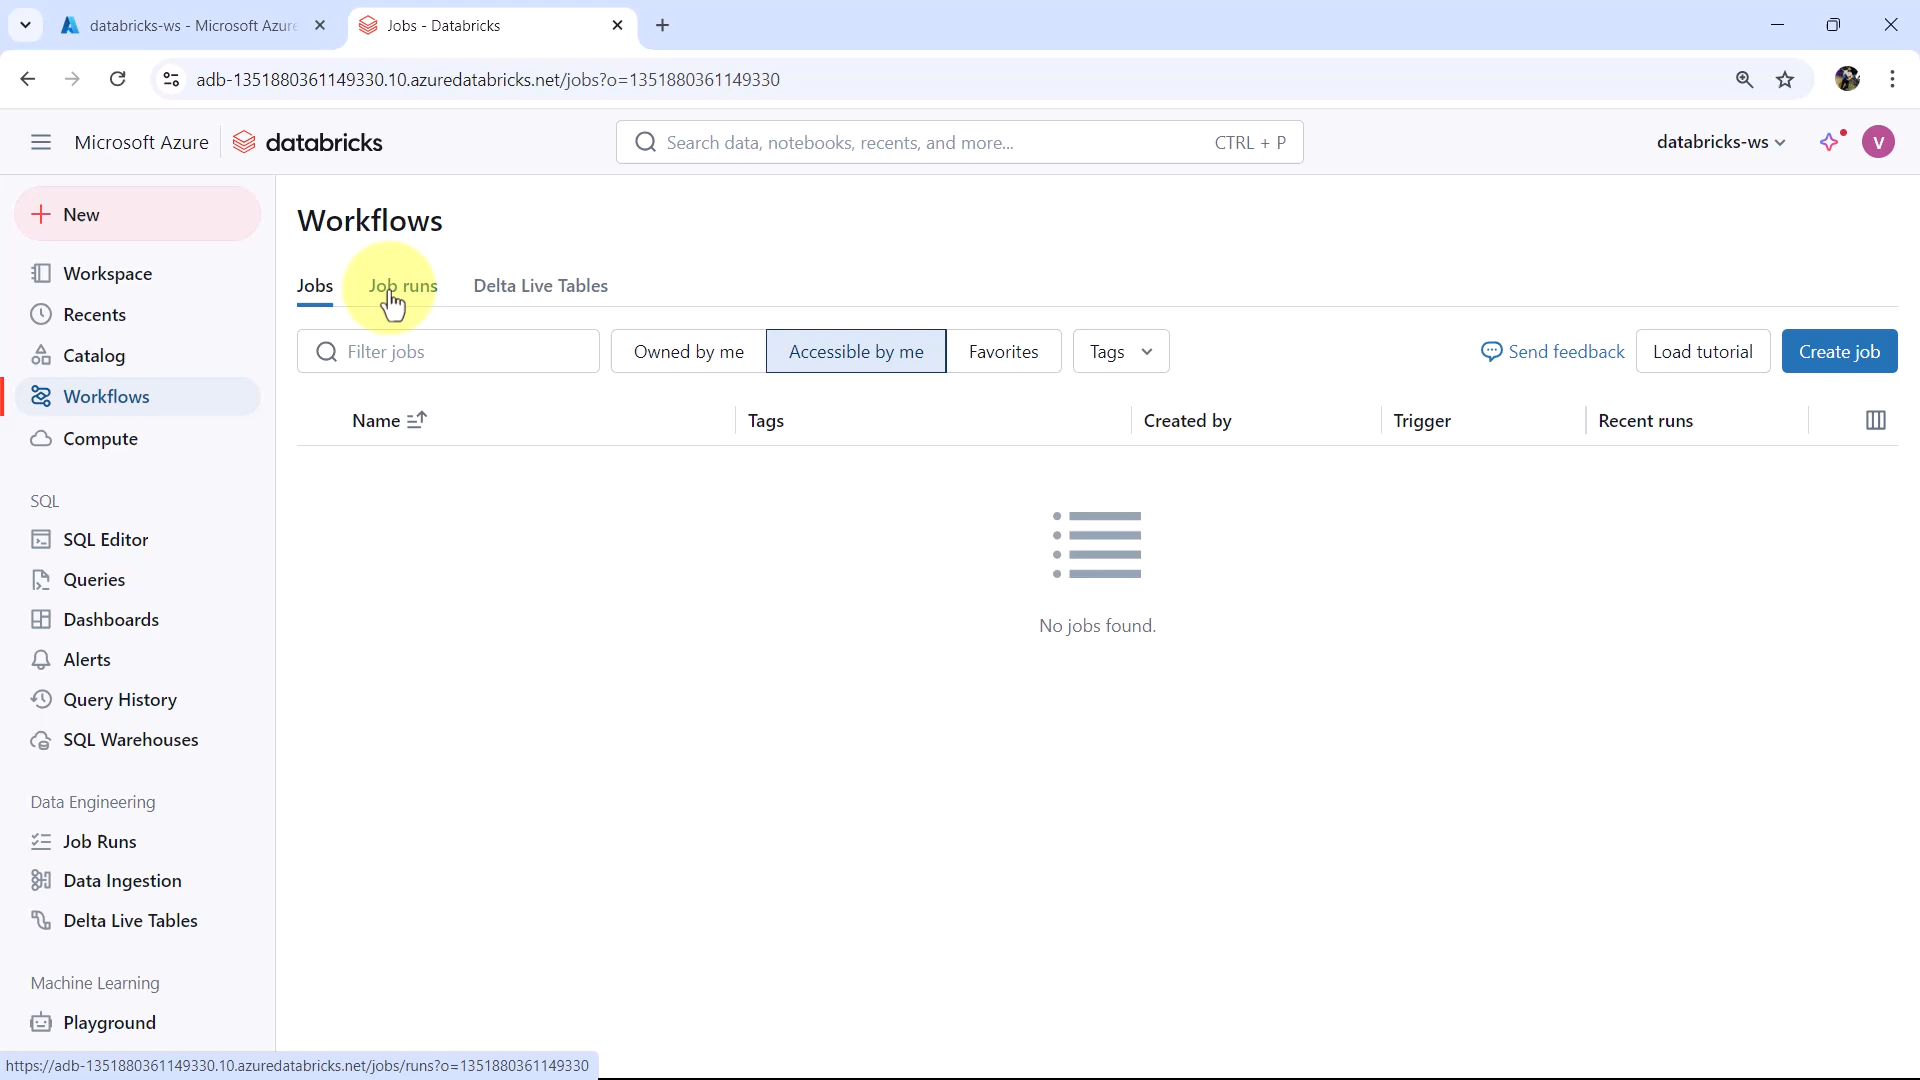 databricks-ws - Microsoft Azure
Jobs - Databricks
adb-1351880361149330.10.azuredatabricks.net/jobs?o=1351880361149330
Microsoft Azure
databricks
Search data, notebooks, recents, and more...
CTRL + P
databricks-ws
V
New
Workspace
Recents
Catalog
Workflows
Compute
SQL
SQL Editor
Queries
Dashboards
Alerts
Query History
SQL Warehouses
Data Engineering
Job Runs
Data Ingestion
Delta Live Tables
Machine Learning
Playground
Workflows
Jobs Job runs Delta Live Tables
Filter jobs Owned by me Accessible by me Favorites Tags Send feedback Load tutorial Create job
Name Tags Created by Trigger Recent runs
No jobs found.
https://adb-1351880361149330.10.azuredatabricks.net/jobs/runs?o=1351880361149330